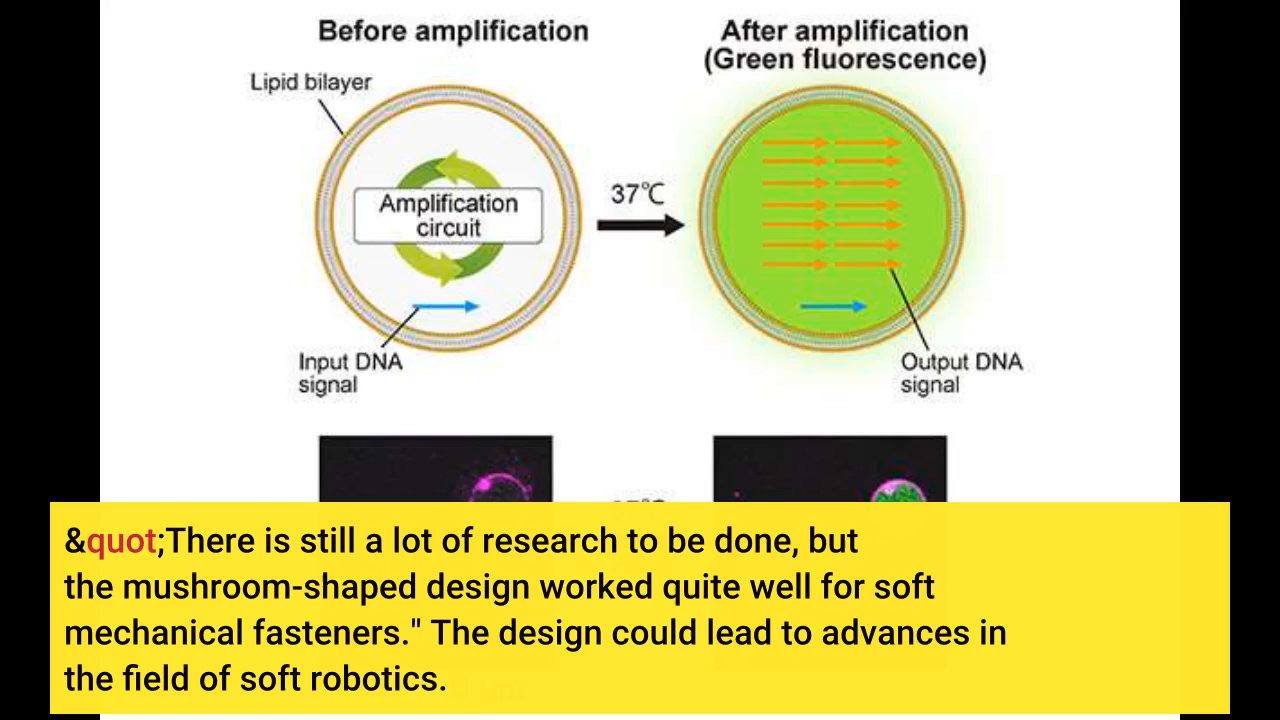 Before amplification
After amplification
(Green fluorescence)
Lipid bilayer
Amplification
circuit
37℃
Input DNA
signal
Output DNA
signal
&quot;There is still a lot of research to be done, but
the mushroom-shaped design worked quite well for soft
mechanical fasteners." The design could lead to advances in
the field of soft robotics.